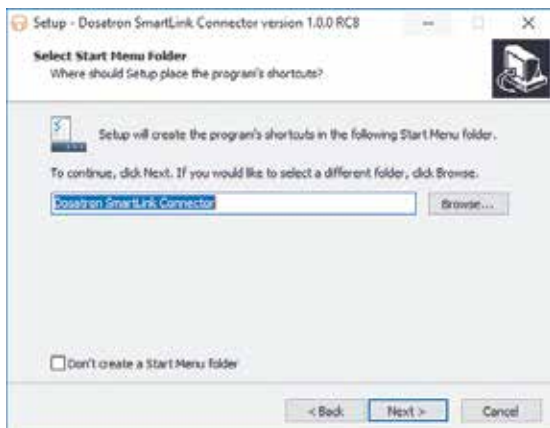 Setup - Dosatron SmartLink Connector version 1.0.0 RC8
Select Start Menu Folder
Where should Setup place the program's shortcuts?
Setup will create the program's shortcuts in the following Start Menu folder.
To continue, click Next. If you would like to select a different folder, click Browse.
Dosatron SmartLink Connector
Browse...
Don't create a Start Menu folder
< Back
Next >
Cancel